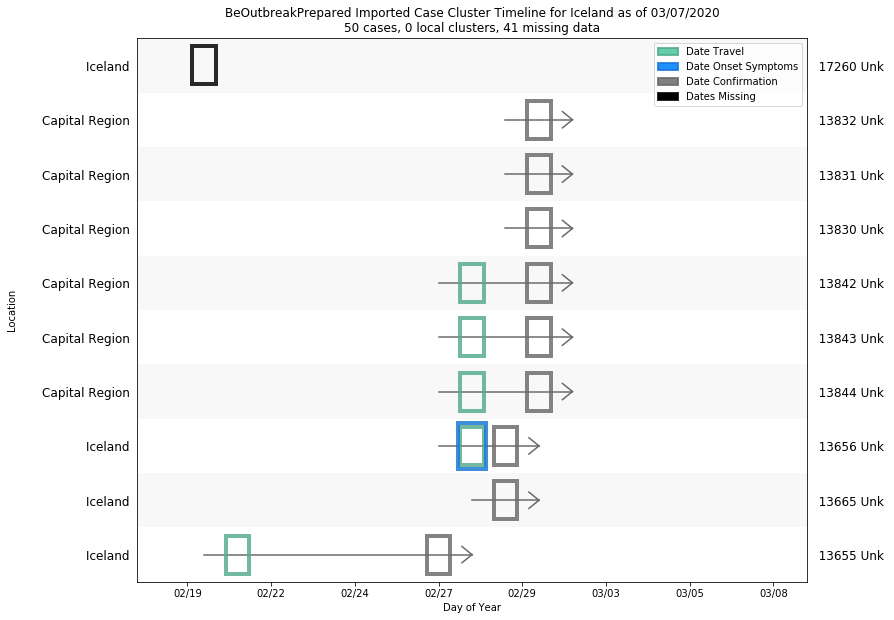 BeOutbreakPrepared Imported Case Cluster Timeline for Iceland as of 03/07/2020
50 cases, 0 local clusters, 41 missing data
Date Travel
Date Onset Symptoms
Date Confirmation
Dates Missing
Location
Iceland 17260 Unk
Capital Region 13832 Unk
Capital Region 13831 Unk
Capital Region 13830 Unk
Capital Region 13842 Unk
Capital Region 13843 Unk
Capital Region 13844 Unk
Iceland 13656 Unk
Iceland 13665 Unk
Iceland 13655 Unk
02/19 02/22 02/24 02/27 02/29 03/03 03/05 03/08
Day of Year